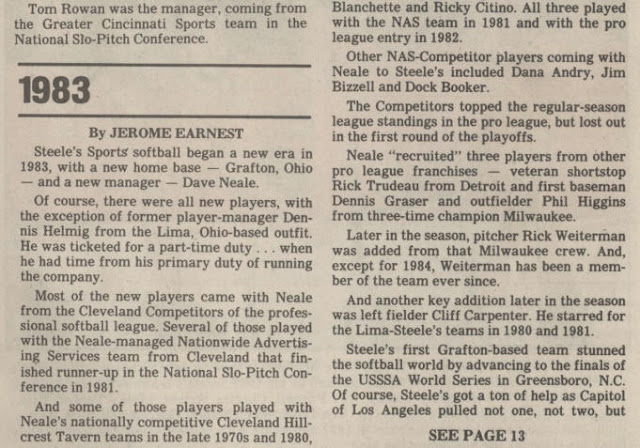 Tom Rowan was the manager, coming from
the Greater Cincinnati Sports team in the
National Slo-Pitch Conference.
1983
By JEROME EARNEST
Steele's Sports softball began a new era in
1983, with a new home base — Grafton, Ohio
— and a new manager — Dave Neale.
Of course, there were all new players, with
the exception of former player-manager Den-
nis Helmig from the Lima, Ohio-based outfit.
He was ticketed for a part-time duty . . . when
he had time from his primary duty of running
the company.
Most of the new players came with Neale
from the Cleveland Competitors of the profes-
sional softball league. Several of those played
with the Neale-managed Nationwide Advertis-
ing Services team from Cleveland that fin-
ished runner-up in the National Slo-Pitch Con-
ference in 1981.
And some of those players played with
Neale's nationally competitive Cleveland Hill-
crest Tavern teams in the late 1970s and 1980,
Blanchette and Ricky Citino. All three played
with the NAS team in 1981 and with the pro
league entry in 1982.
Other NAS-Competitor players coming with
Neale to Steele's included Dana Andry, Jim
Bizzell and Dock Booker.
The Competitors topped the regular-season
league standings in the pro league, but lost out
in the first round of the playoffs.
Neale "recruited" three players from other
pro league franchises — veteran shortstop
Rick Trudeau from Detroit and first baseman
Dennis Graser and outfielder Phil Higgins
from three-time champion Milwaukee.
Later in the season, pitcher Rick Weiterman
was added from that Milwaukee crew. And,
except for 1984, Weiterman has been a mem-
ber of the team ever since.
And another key addition later in the season
was left fielder Cliff Carpenter. He starred for
the Lima-Steele's teams in 1980 and 1981.
Steele's first Grafton-based team stunned
the softball world by advancing to the finals of
the USSSA World Series in Greensboro, N.C.
Of course, Steele's got a ton of help as Capitol
of Los Angeles pulled not one, not two, but
SEE PAGE 13